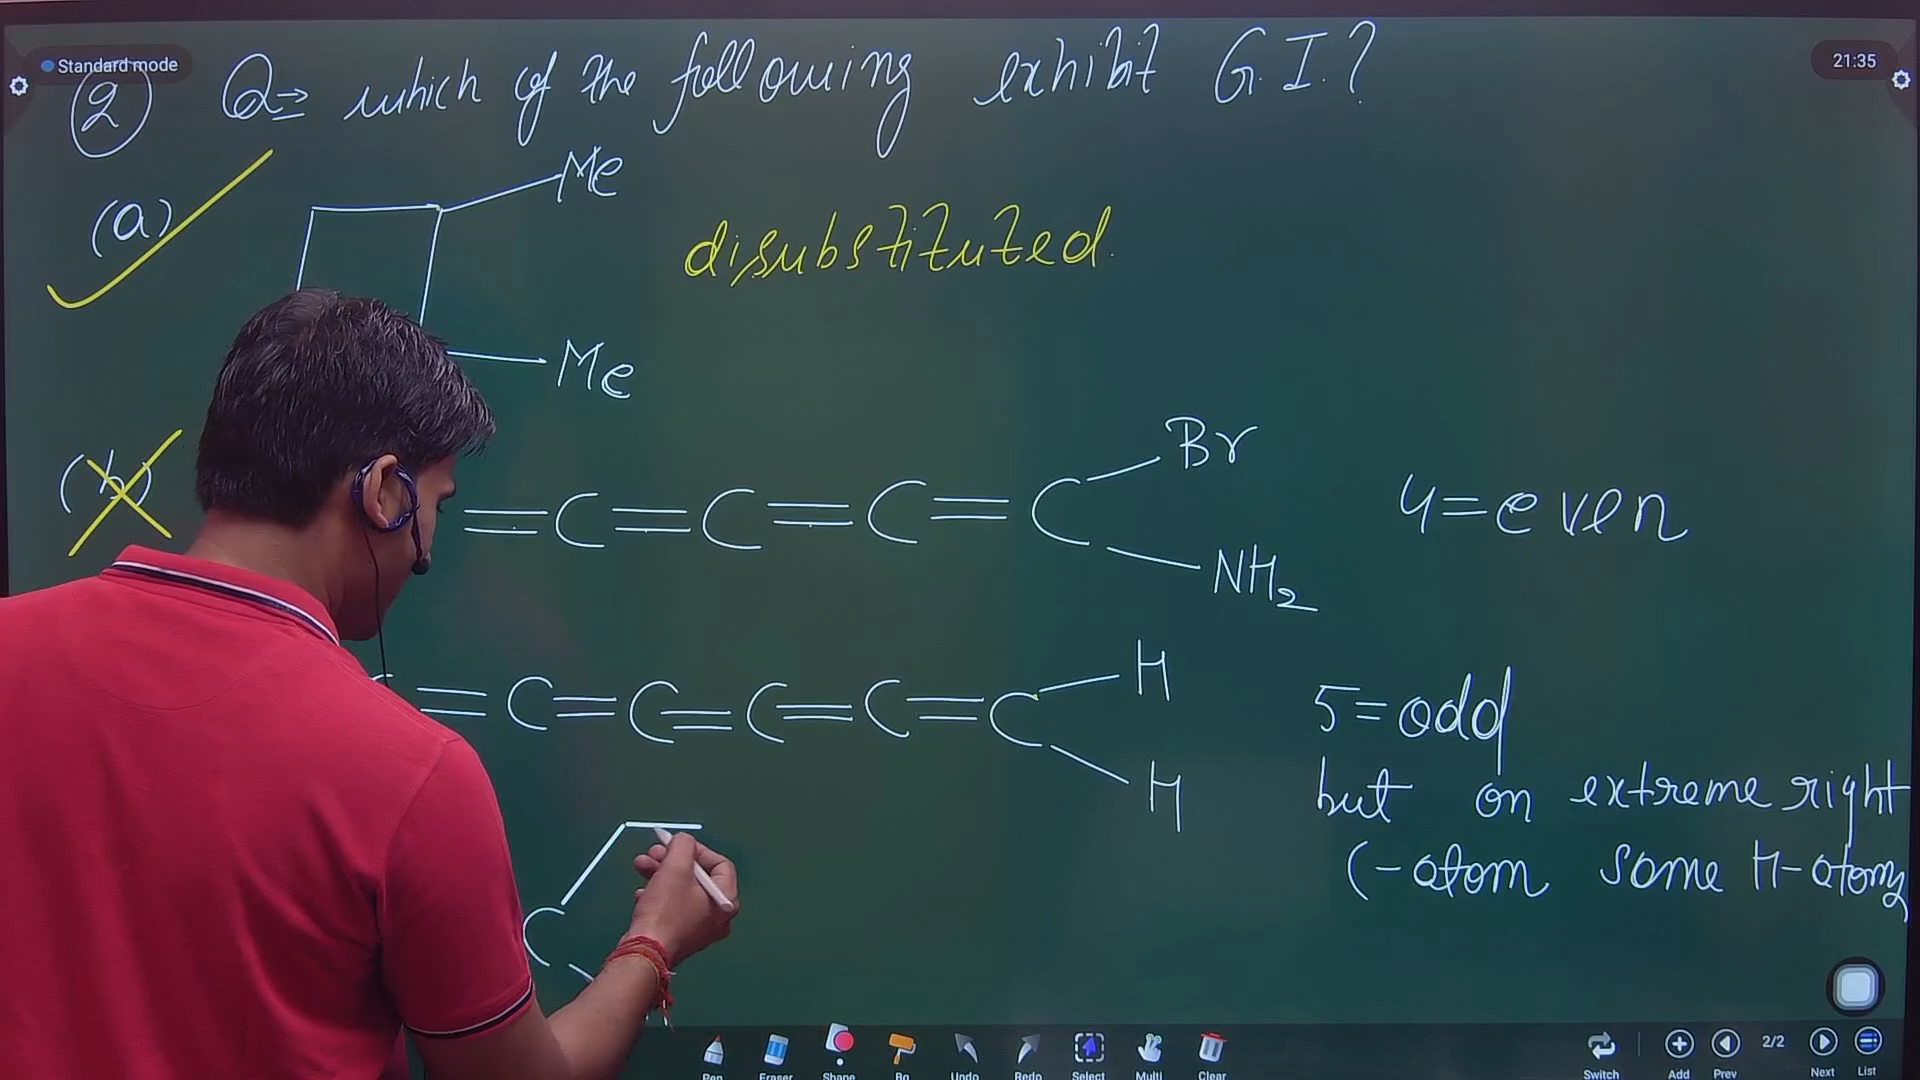 Standard mode
21:35
2 Q⇒ which of the following exhibit G.I.?
(a)
Me
disubstituted.
Me
(b)
=C=C=C=C
Br
NH₂
4=even
=C=C=C=C=C
H
H
5=odd
but on extreme right
C-atom same H-atoms
C
Pen Eraser Shape Bg Undo Redo Select Multi Clear
Switch Add Prev 2/2 Next List